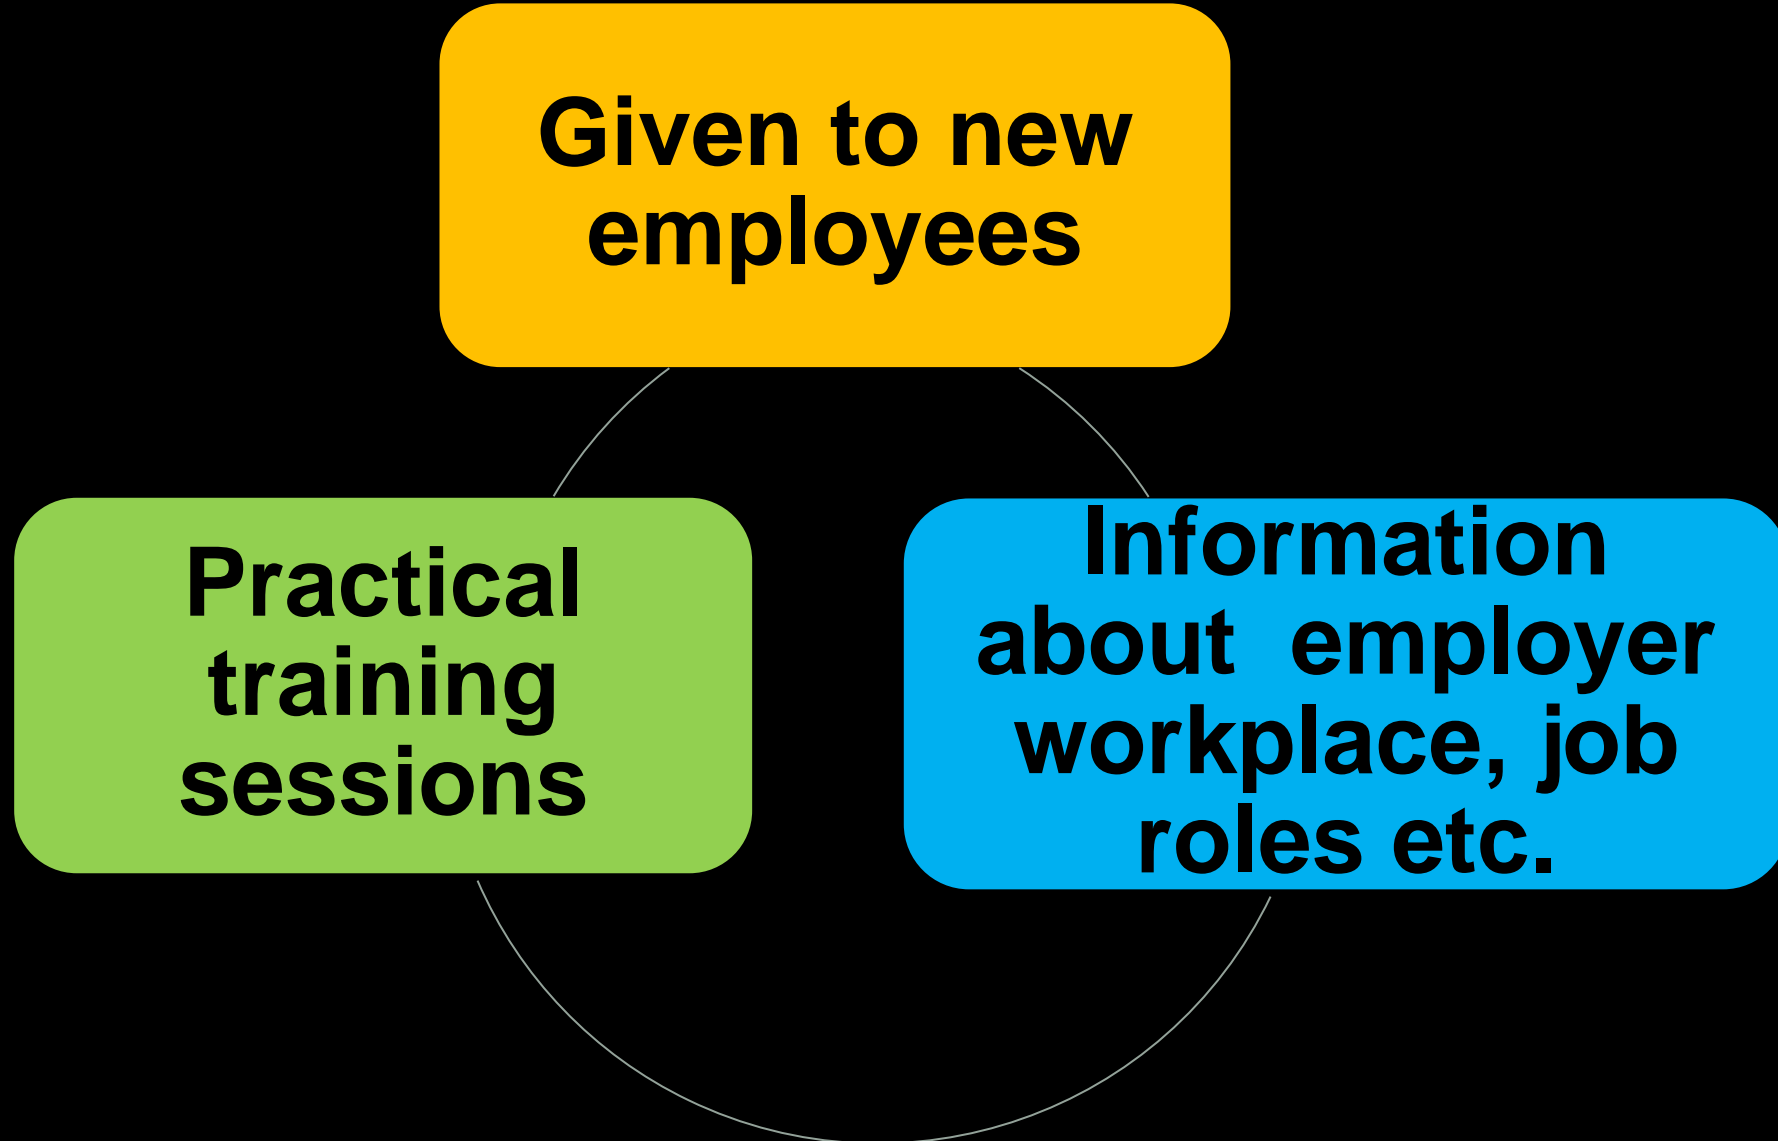 Given to new
employees
Practical
training
sessions
Information
about  employer
workplace, job
roles etc.